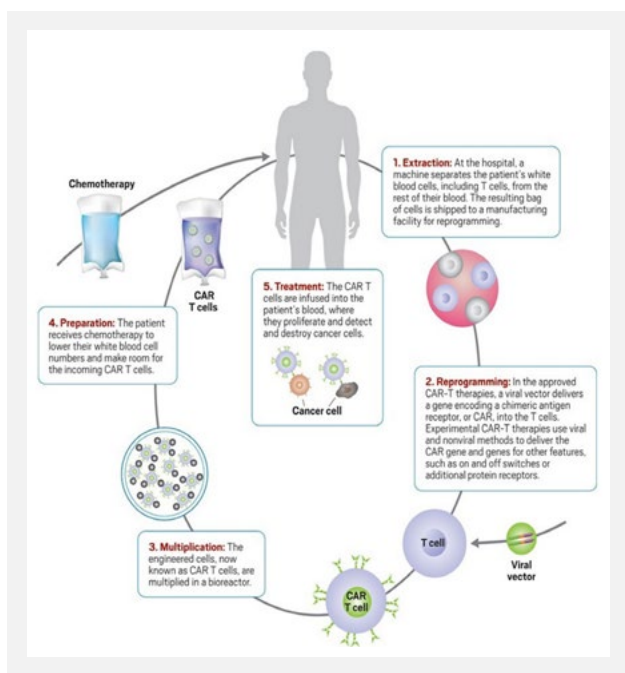 1. Extraction: At the hospital, a
machine separates the patient's white
blood cells, including T cells, from the
rest of their blood. The resulting bag
of cells is shipped to a manufacturing
facility for reprogramming.
Chemotherapy
CAR
T cells
5. Treatment: The CAR T
cells are infused into the
patient's blood, where
they proliferate and detect
and destroy cancer cells.
Cancer cell
4. Preparation: The patient
receives chemotherapy to
lower their white blood cell
numbers and make room for
the incoming CAR T cells.
2. Reprogramming: In the approved
CAR-T therapies, a viral vector delivers
a gene encoding a chimeric antigen
receptor, or CAR, into the T cells.
Experimental CAR-T therapies use viral
and nonviral methods to deliver the
CAR gene and genes for other features,
such as on and off switches or
additional protein receptors.
3. Multiplication: The
engineered cells, now
known as CAR T cells, are
multiplied in a bioreactor.
T cell
Viral
vector
CAR
T cell